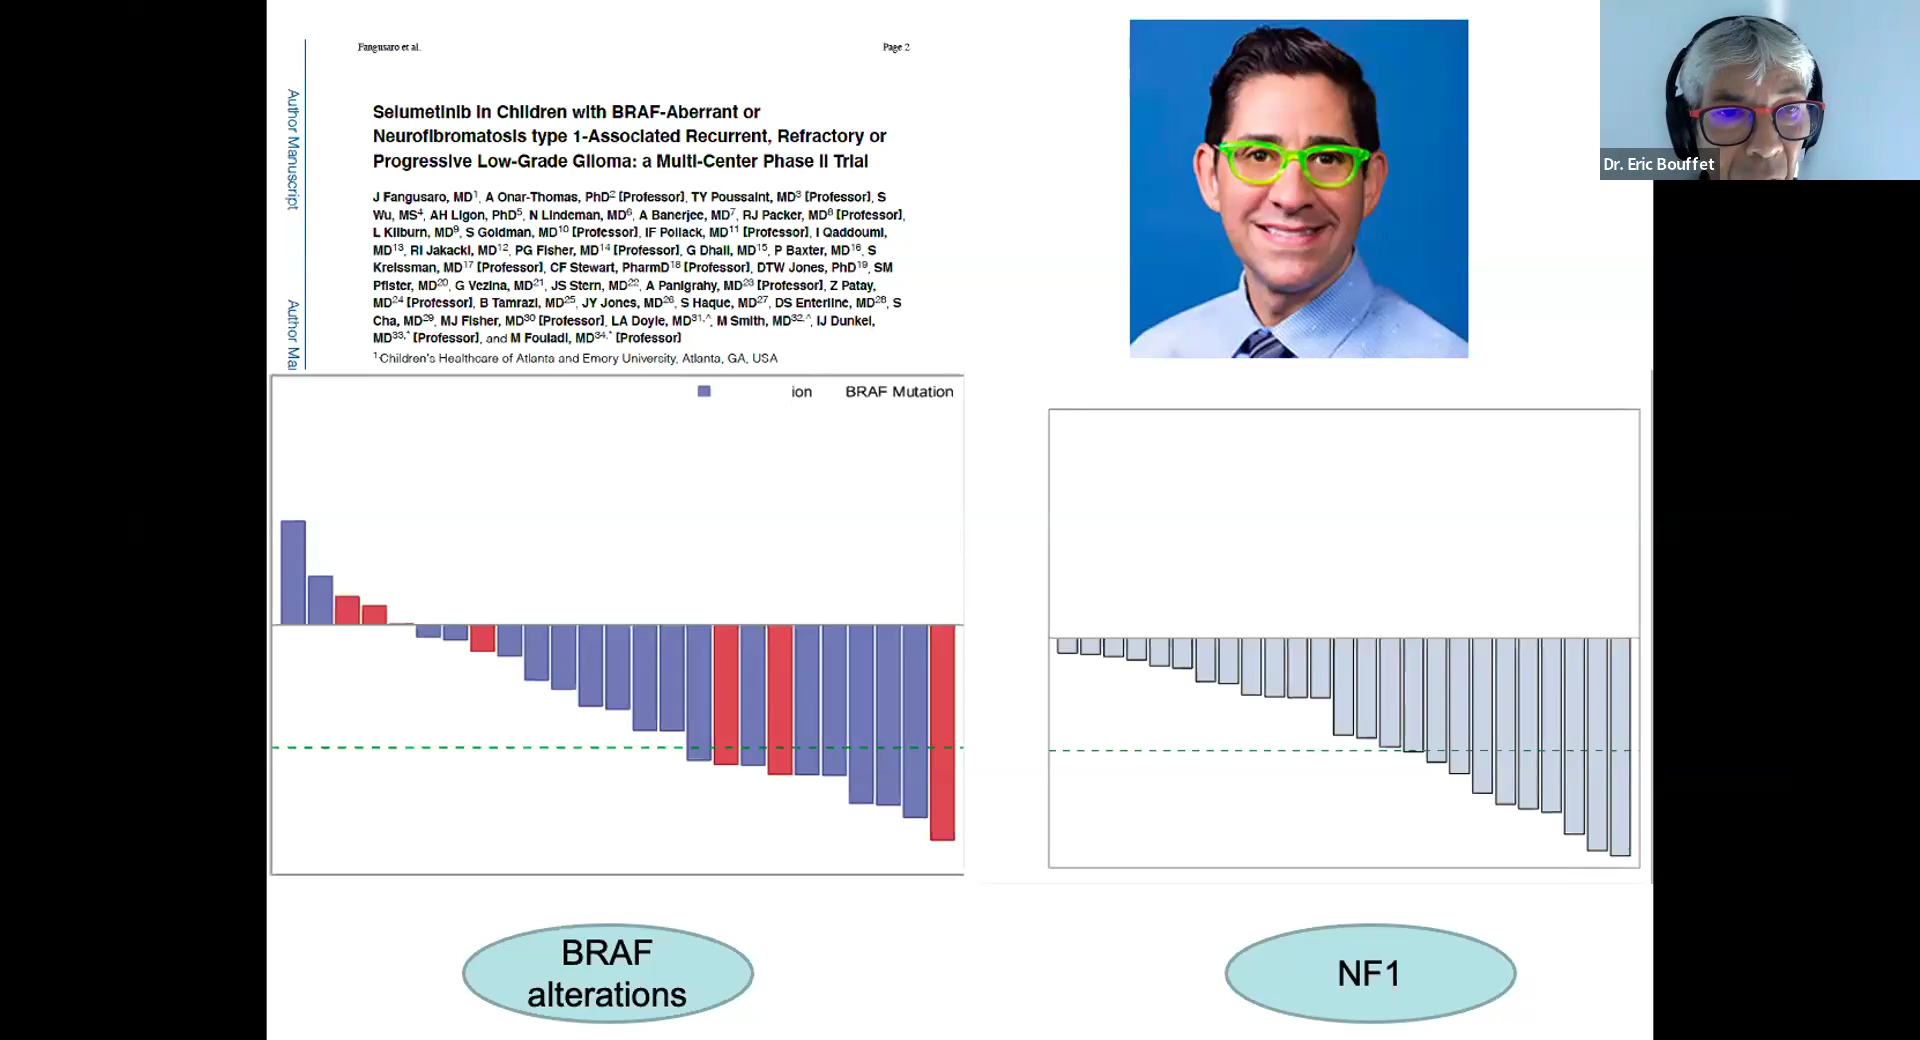 Fangusaro et al.
Page 2
Author Manuscript
Selumetinib in Children with BRAF-Aberrant or
Neurofibromatosis type 1-Associated Recurrent, Refractory or
Progressive Low-Grade Glioma: a Multi-Center Phase II Trial
J Fangusaro, MD1, A Onar-Thomas, PhD2 [Professor], TY Poussaint, MD3 [Professor], S
Wu, MS4, AH Ligon, PhD5, N Lindeman, MD6, A Banerjee, MD7, RJ Packer, MD8 [Professor],
L Kilburn, MD9, S Goldman, MD10 [Professor], IF Pollack, MD11 [Professor], I Qaddoumi,
MD13, RI Jakacki, MD12, PG Fisher, MD14 [Professor], G Dhall, MD15, P Baxter, MD16, S
Kreissman, MD17 [Professor], CF Stewart, PharmD18 [Professor], DTW Jones, PhD19, SM
Pfister, MD20, G Vezina, MD21, JS Stern, MD22, A Panigrahy, MD23 [Professor], Z Patay,
MD24 [Professor], B Tamrazi, MD25, JY Jones, MD26, S Haque, MD27, DS Enterline, MD28, S
Cha, MD29, MJ Fisher, MD30 [Professor], LA Doyle, MD31,^, M Smith, MD32,^, IJ Dunkel,
MD33,* [Professor], and M Fouladi, MD34,* [Professor]
1Children's Healthcare of Atlanta and Emory University, Atlanta, GA, USA
Author Ma
Dr. Eric Bouffet
ion BRAF Mutation
BRAF
alterations
NF1